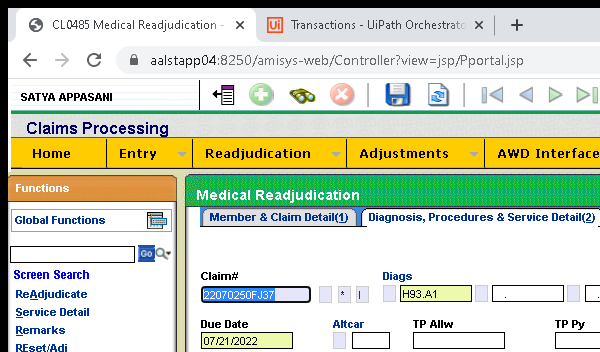 CL0485 Medical Readjudication -
Transactions - UiPath Orchestrato
aalstapp04:8250/amisys-web/Controller?view=jsp/Pportal.jsp
SATYA APPASANI
Claims Processing
Home Entry Readjudication Adjustments AWD Interface
Functions
Medical Readjudication
Global Functions
Member & Claim Detail(1) Diagnosis, Procedures & Service Detail(2)
Go
Screen Search
Claim# Diags
ReAdjudicate
22070250FJ37 * I H93.A1 . .
Service Detail
Due Date Altcar TP Allw TP Py
Remarks
07/21/2022
REset/Adj